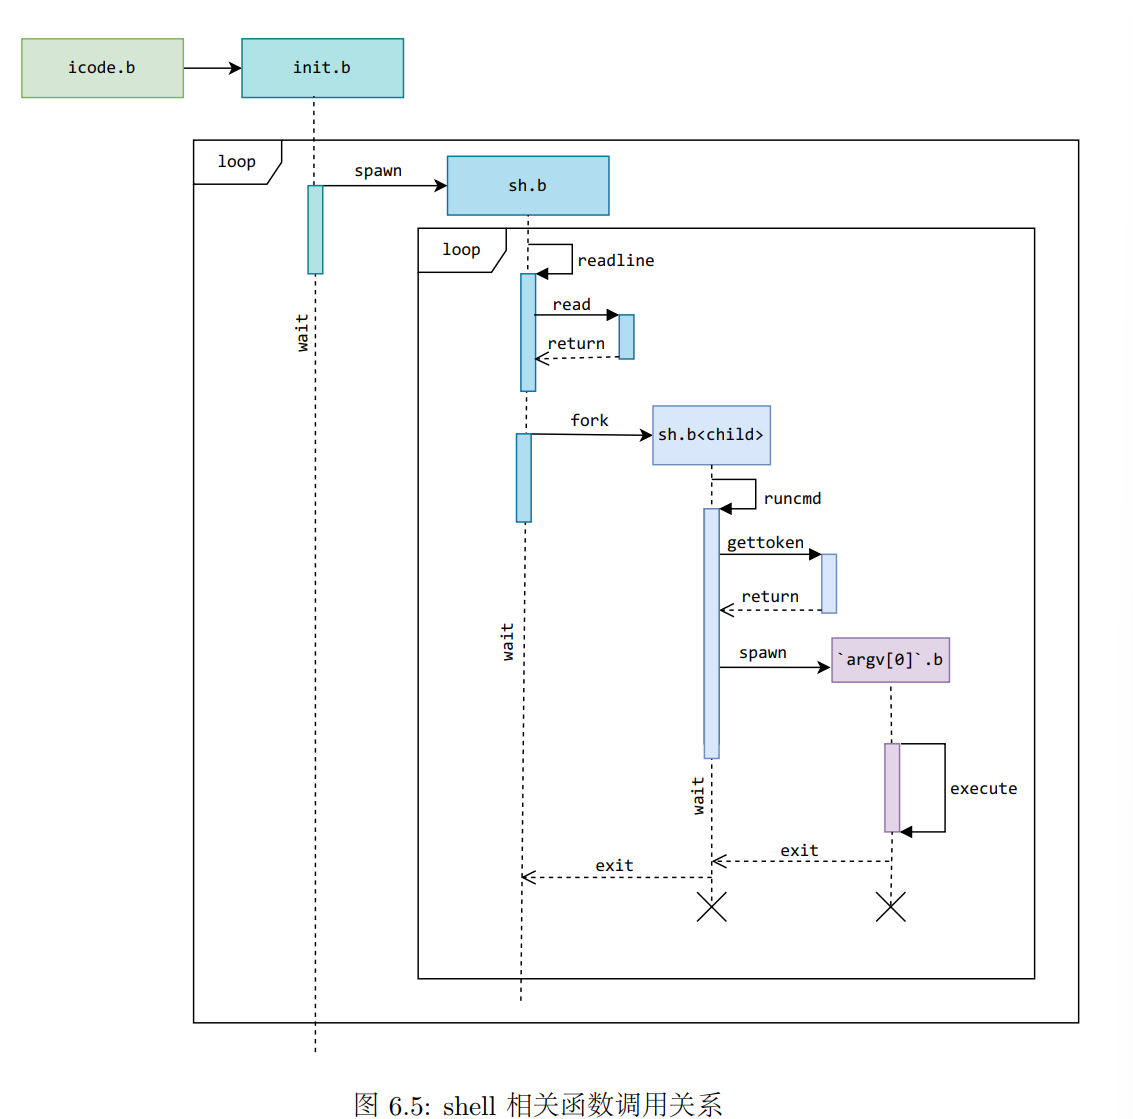 icode.b
init.b
loop
spawn
sh.b
loop
readline
read
wait
return
fork
sh.b<child>
runcmd
gettoken
return
wait
spawn
`argv[0]`.b
wait
execute
exit
exit
图 6.5: shell 相关函数调用关系